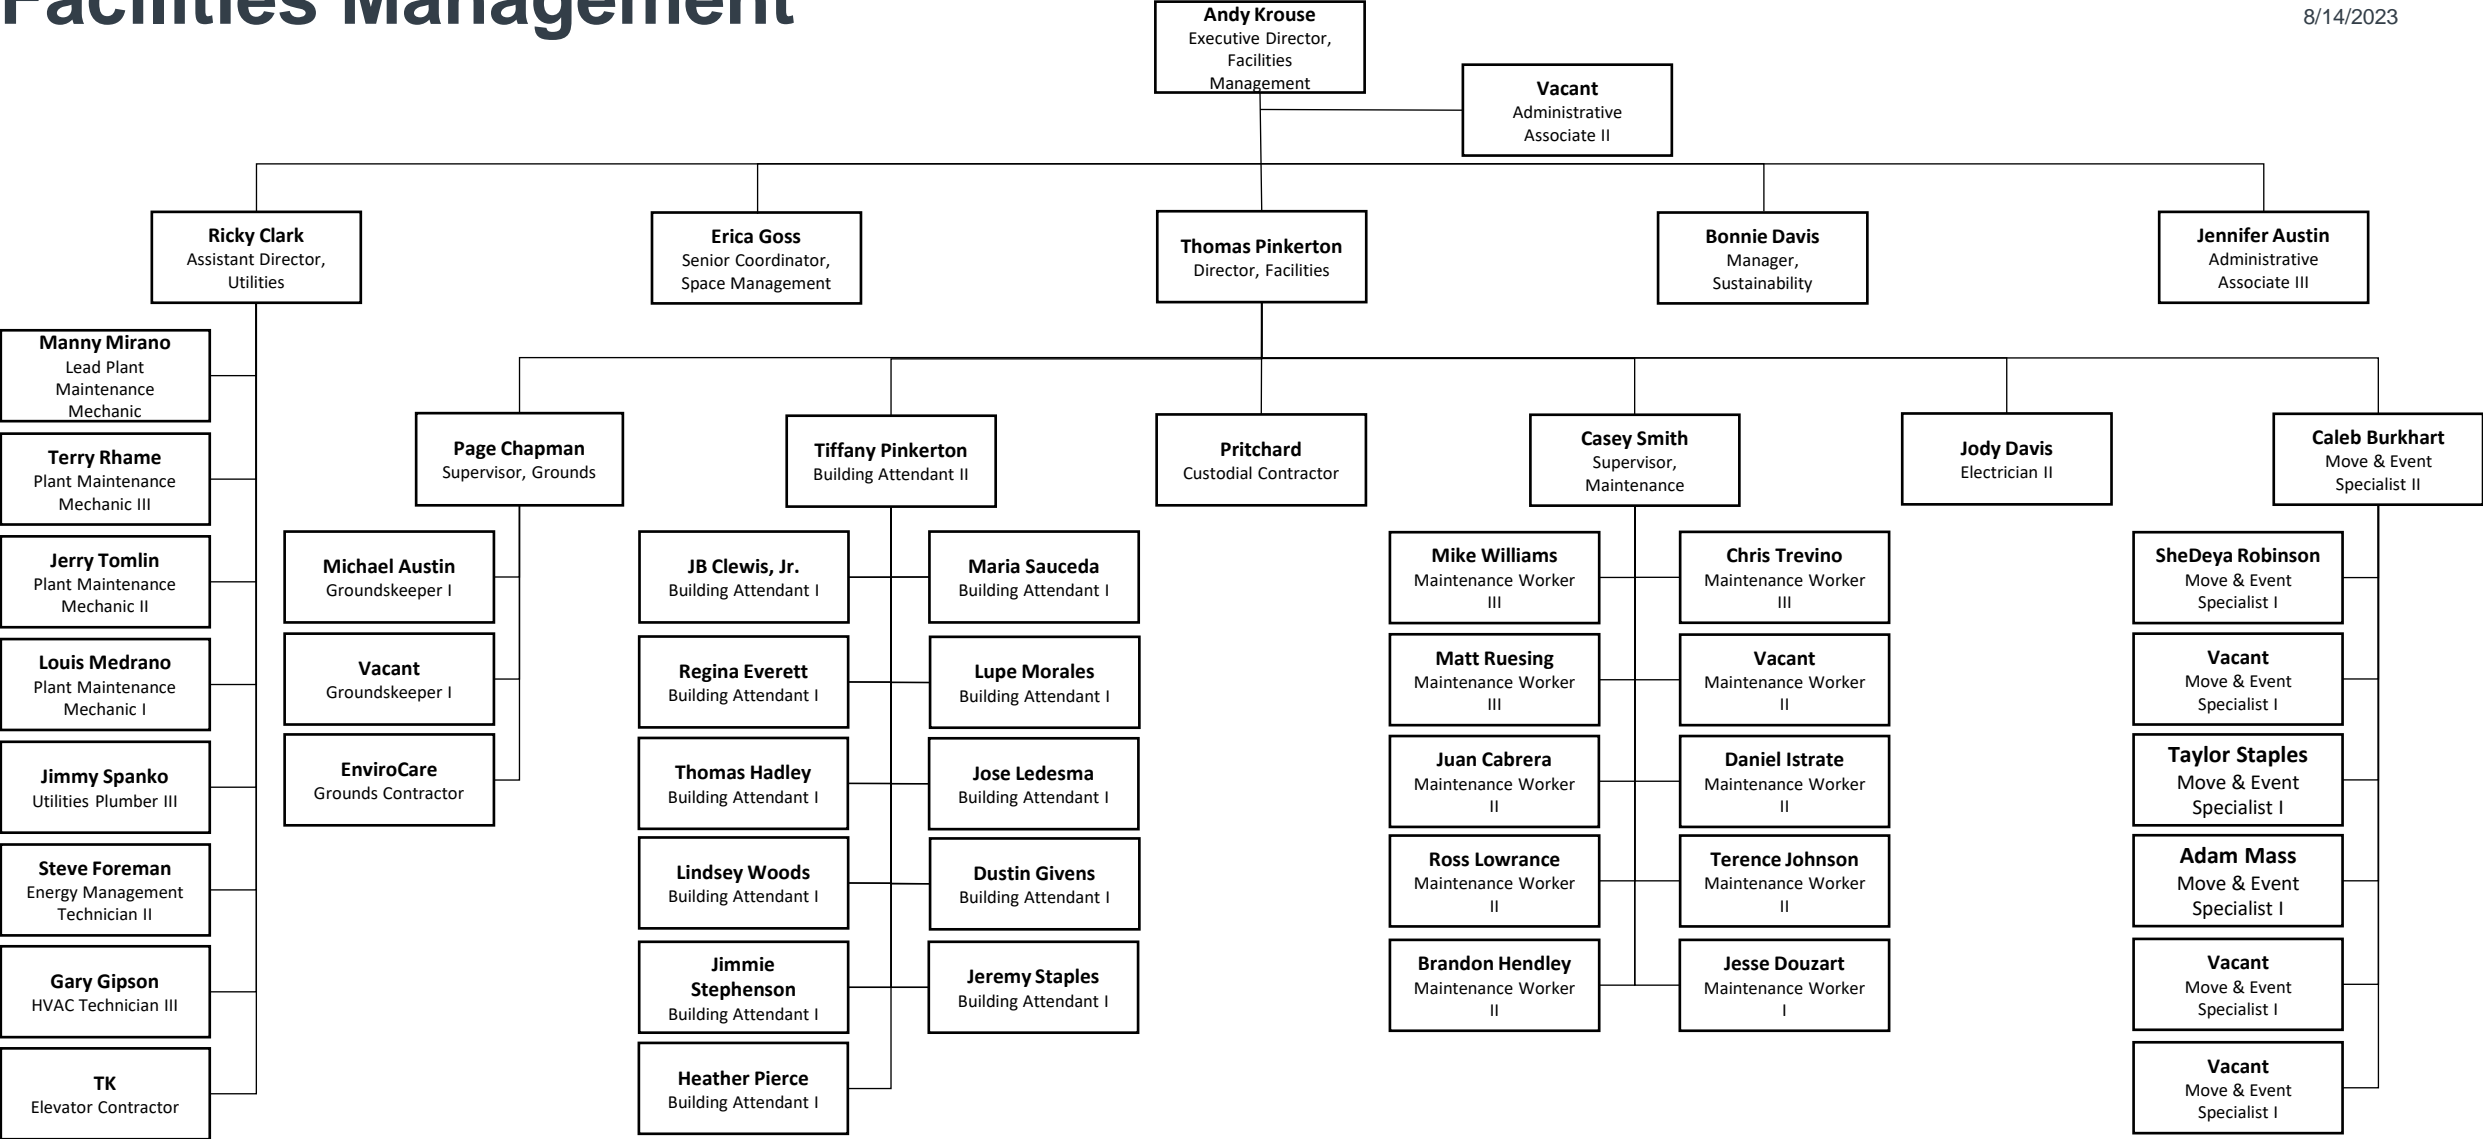 Facilities Management
8/14/2023
Andy Krouse
Executive Director,
Facilities
Management
Vacant
Administrative
Associate II
Ricky Clark
Assistant Director,
Utilities
Erica Goss
Senior Coordinator,
Space Management
Thomas Pinkerton
Director, Facilities
Bonnie Davis
Manager,
Sustainability
Jennifer Austin
Administrative
Associate III
Manny Mirano
Lead Plant
Maintenance
Mechanic
Terry Rhame
Plant Maintenance
Mechanic III
Jerry Tomlin
Plant Maintenance
Mechanic II
Louis Medrano
Plant Maintenance
Mechanic I
Jimmy Spanko
Utilities Plumber III
Steve Foreman
Energy Management
Technician II
Gary Gipson
HVAC Technician III
TK
Elevator Contractor
Page Chapman
Supervisor, Grounds
Michael Austin
Groundskeeper I
Vacant
Groundskeeper I
EnviroCare
Grounds Contractor
Tiffany Pinkerton
Building Attendant II
JB Clewis, Jr.
Building Attendant I
Regina Everett
Building Attendant I
Thomas Hadley
Building Attendant I
Lindsey Woods
Building Attendant I
Jimmie
Stephenson
Building Attendant I
Heather Pierce
Building Attendant I
Maria Sauceda
Building Attendant I
Lupe Morales
Building Attendant I
Jose Ledesma
Building Attendant I
Dustin Givens
Building Attendant I
Jeremy Staples
Building Attendant I
Pritchard
Custodial Contractor
Casey Smith
Supervisor,
Maintenance
Mike Williams
Maintenance Worker
III
Matt Ruesing
Maintenance Worker
III
Juan Cabrera
Maintenance Worker
II
Ross Lowrance
Maintenance Worker
II
Brandon Hendley
Maintenance Worker
II
Chris Trevino
Maintenance Worker
III
Vacant
Maintenance Worker
II
Daniel Istrate
Maintenance Worker
II
Terence Johnson
Maintenance Worker
II
Jesse Douzart
Maintenance Worker
I
Jody Davis
Electrician II
Caleb Burkhart
Move & Event
Specialist II
SheDeya Robinson
Move & Event
Specialist I
Vacant
Move & Event
Specialist I
Taylor Staples
Move & Event
Specialist I
Adam Mass
Move & Event
Specialist I
Vacant
Move & Event
Specialist I
Vacant
Move & Event
Specialist I